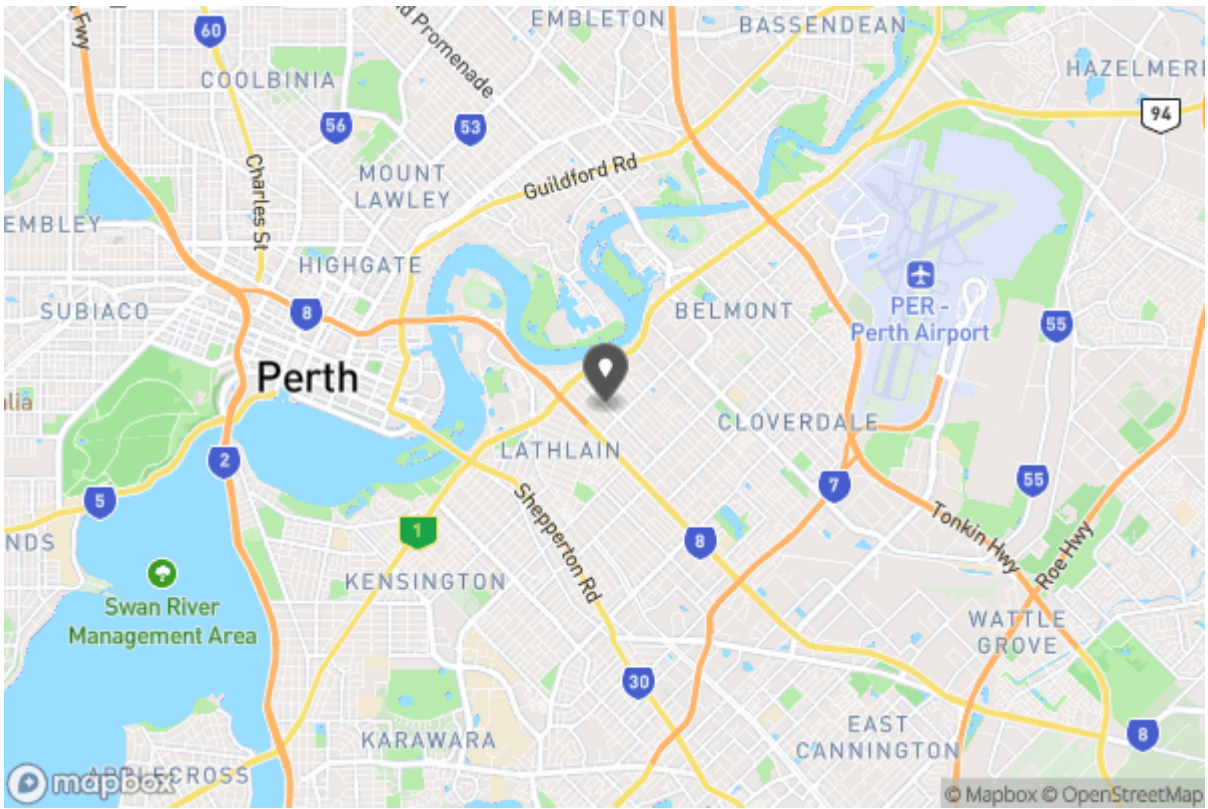 60
EMBLETON
BASSENDEAN
Fwy
Promenade
COOLBINIA
HAZELMERE
94
56
53
Charles St
MOUNT
LAWLEY
Guildford Rd
EMBLEY
HIGHGATE
SUBIACO
8
BELMONT
PER -
Perth Airport
55
Perth
CLOVERDALE
LATHLAIN
2
5
7
55
Shepperton Rd
1
8
Tonkin Hwy
Roe Hwy
NDS
KENSINGTON
Swan River
Management Area
WATTLE
GROVE
30
KARAWARA
EAST
CANNINGTON
8
APPLECROSS
mapbox
© Mapbox © OpenStreetMap